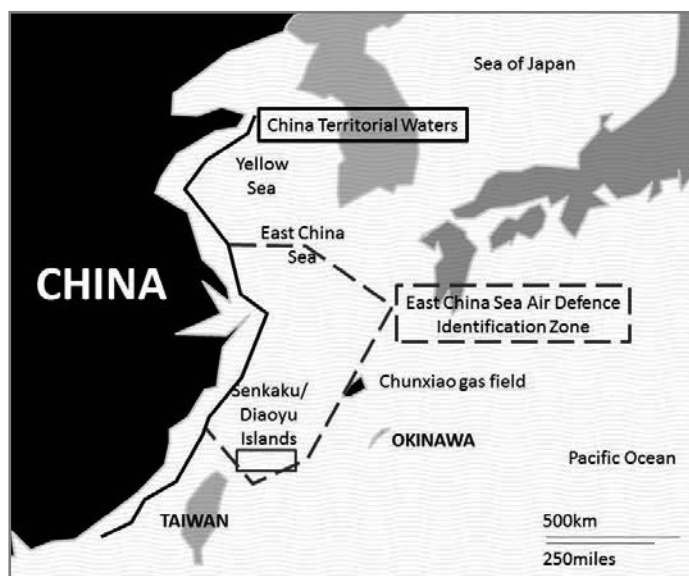 Sea of Japan
China Territorial Waters
Yellow
Sea
East China
Sea
CHINA
East China Sea Air Defence
Identification Zone
Chunxiao gas field
Senkaku/
Diaoyu
Islands
OKINAWA
Pacific Ocean
TAIWAN
500km
250miles